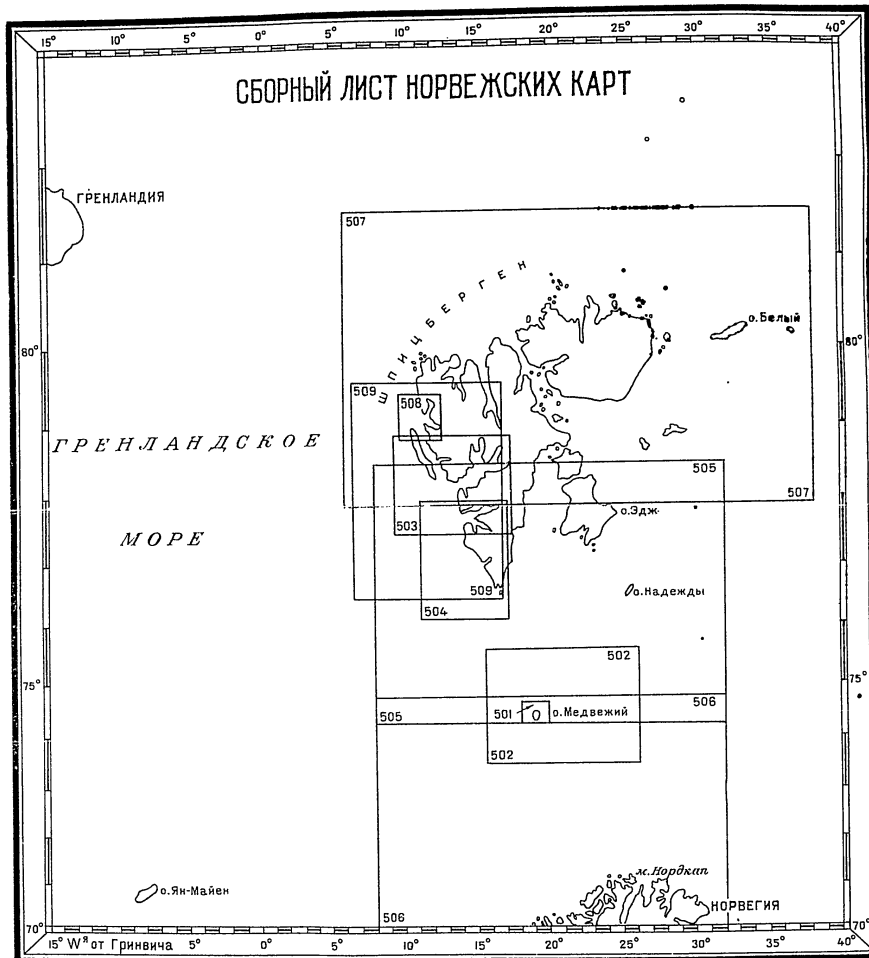 15° 10° 5° 0° 5° 10° 15° 20° 25° 30° 35° 40°
СБОРНЫЙ ЛИСТ НОРВЕЖСКИХ КАРТ
ГРЕНЛАНДИЯ
507
ШПИЦБЕРГЕН
о.Белый
80° 80°
509
508
ГРЕНЛАНДСКОЕ
505
507
о.Эдж
503
МОРЕ
509
о.Надежды
504
502
75° 75°
506
501
о.Медвежий
505
502
м.Нордкап
о.Ян-Майен
НОРВЕГИЯ
506
70° 70°
15° Wя от Гринвича 5° 0° 5° 10° 15° 20° 25° 30° 35° 40°